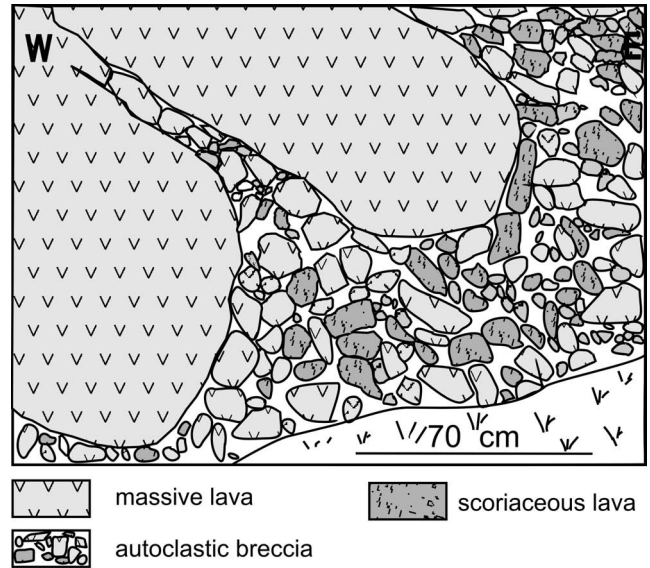 W E
70 cm
massive lava
scoriaceous lava
autoclastic breccia